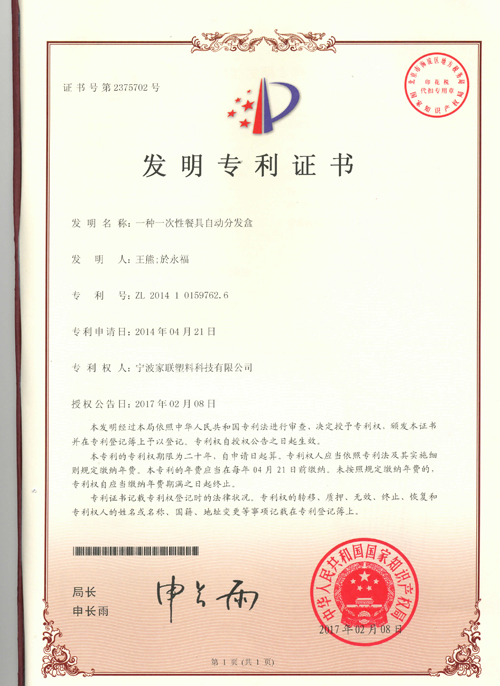 证书号第2375702号
印花税
代扣专用章
发明专利证书
发 明 名 称：一种一次性餐具自动分发盒
发 明 人：王熊;於永福
专 利 号：ZL 2014 1 0159762.6
专利申请日：2014年04月21日
专 利 权 人：宁波家联塑料科技有限公司
授权公告日：2017年02月08日
本发明经过本局依照中华人民共和国专利法进行审查，决定授予专利权，颁发本证书
并在专利登记簿上予以登记。专利权自授权公告之日起生效。
本专利的专利权期限为二十年，自申请日起算。专利权人应当依照专利法及其实施细
则规定缴纳年费。本专利的年费应当在每年04月21日前缴纳。未按照规定缴纳年费的，
专利权自应当缴纳年费期满之日起终止。
专利证书记载专利权登记时的法律状况。专利权的转移、质押、无效、终止、恢复和
专利权人的姓名或名称、国籍、地址变更等事项记载在专利登记簿上。
局长
申长雨
申长雨
中华人民共和国国家知识产权局
2017年02月08日
第1页(共1页)